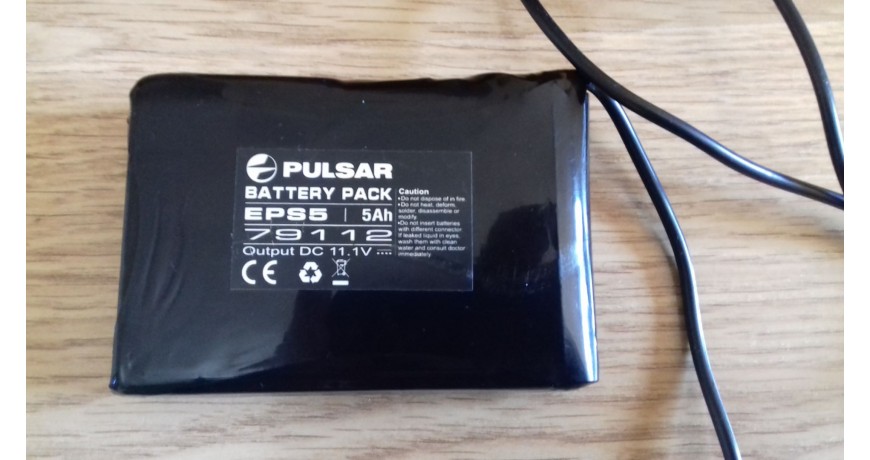 PULSAR
BATTERY PACK
EPS5 | 5Ah
79112
Output DC 11.1V
CE
Caution
•Do not dispose of in fire.
•Do not heat, deform,
solder, disassemble or
modify.
•Do not insert batteries
with different connector
If leaked liquid in eyes,
wash them with clean
water and consult doctor
immediatery